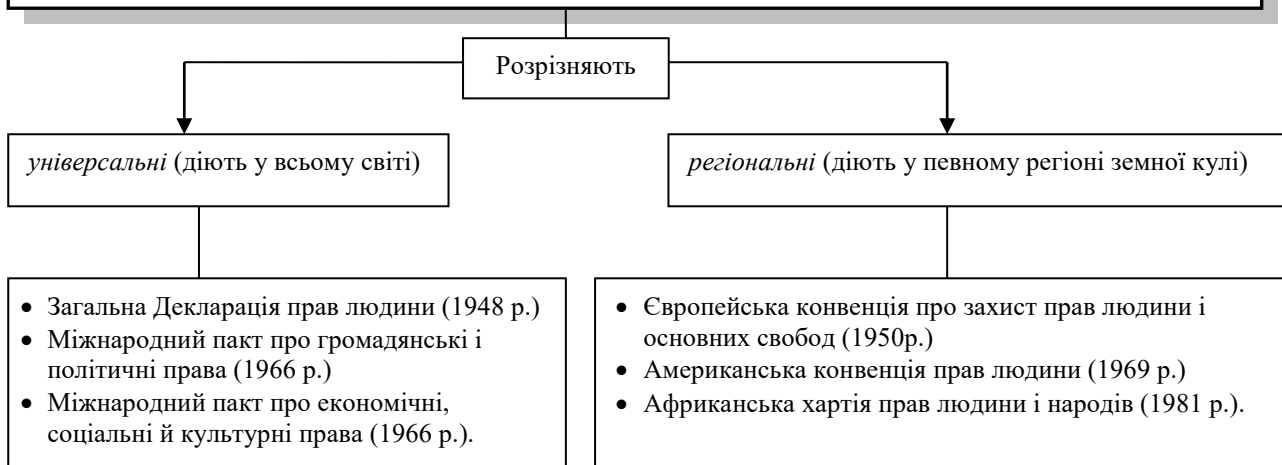 Розрізняють
універсальні (діють у всьому світі)
регіональні (діють у певному регіоні земної кулі)
• Загальна Декларація прав людини (1948 р.)
• Міжнародний пакт про громадянські і
політичні права (1966 р.)
• Міжнародний пакт про економічні,
соціальні й культурні права (1966 р.).
• Європейська конвенція про захист прав людини і
основних свобод (1950р.)
• Американська конвенція прав людини (1969 р.)
• Африканська хартія прав людини і народів (1981 р.).